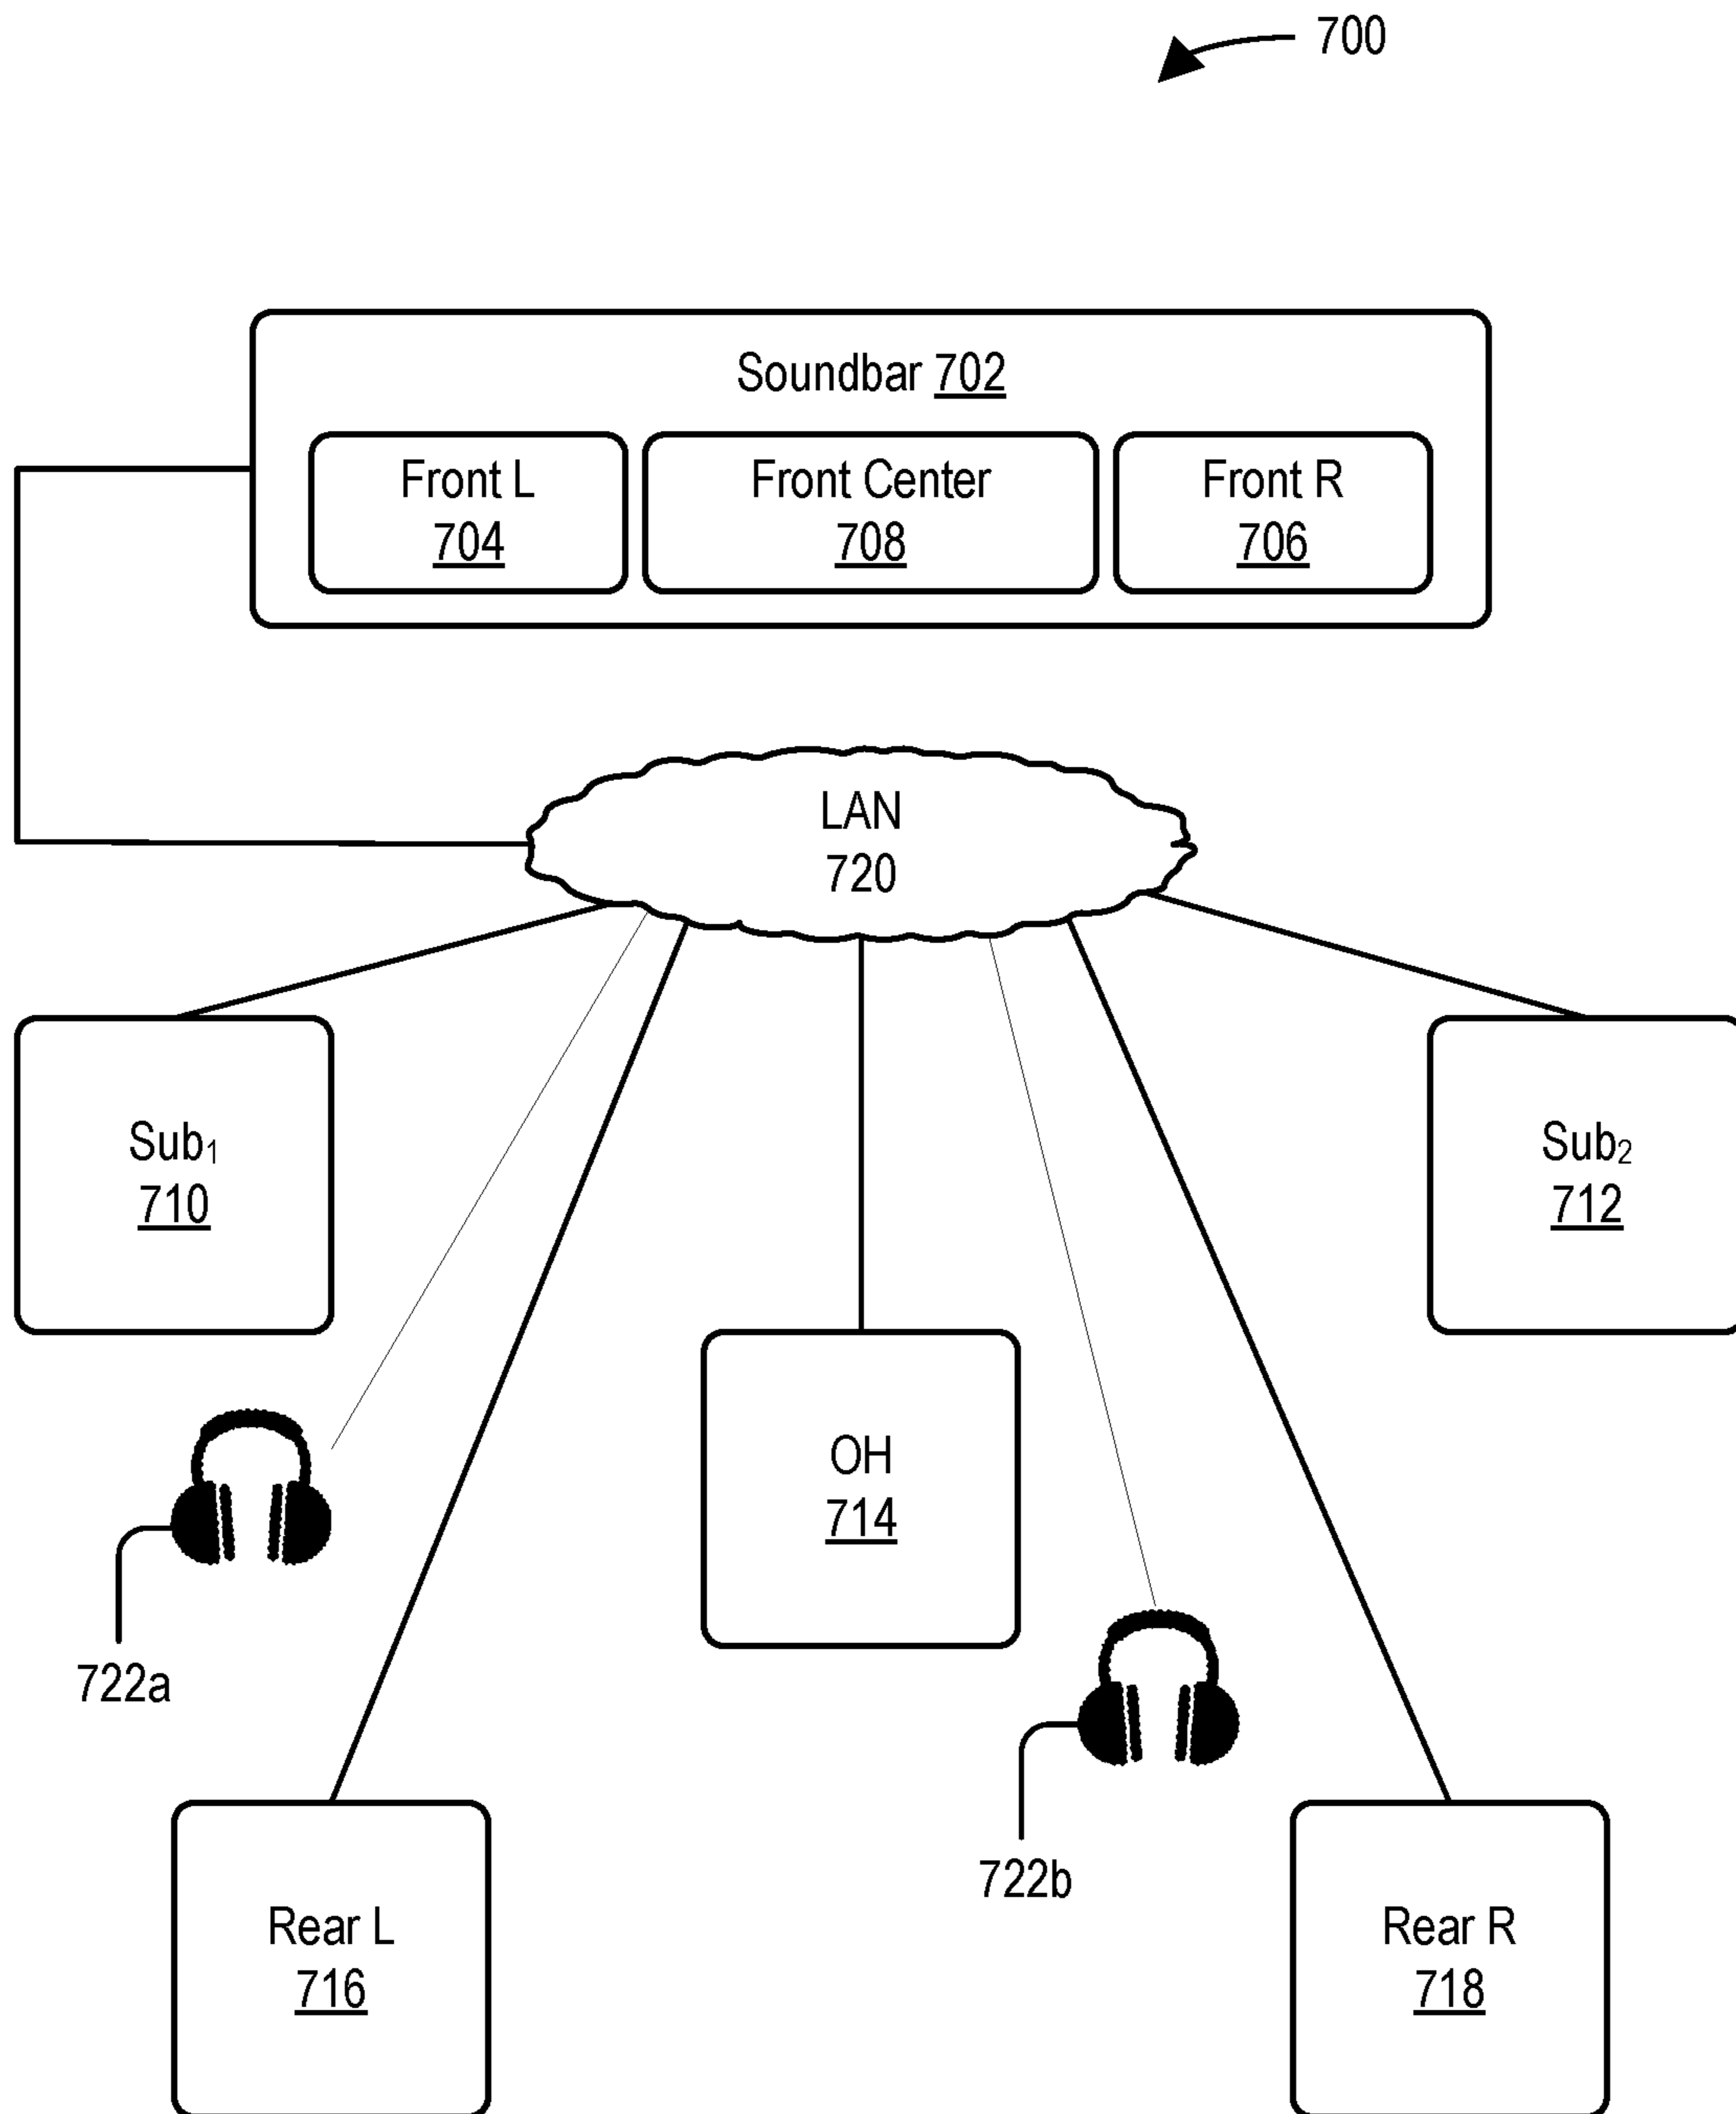 700
Soundbar 702
Front L
704
Front Center
708
Front R
706
LAN
720
Sub₁
710
Sub₂
712
OH
714
722a
722b
Rear L
716
Rear R
718